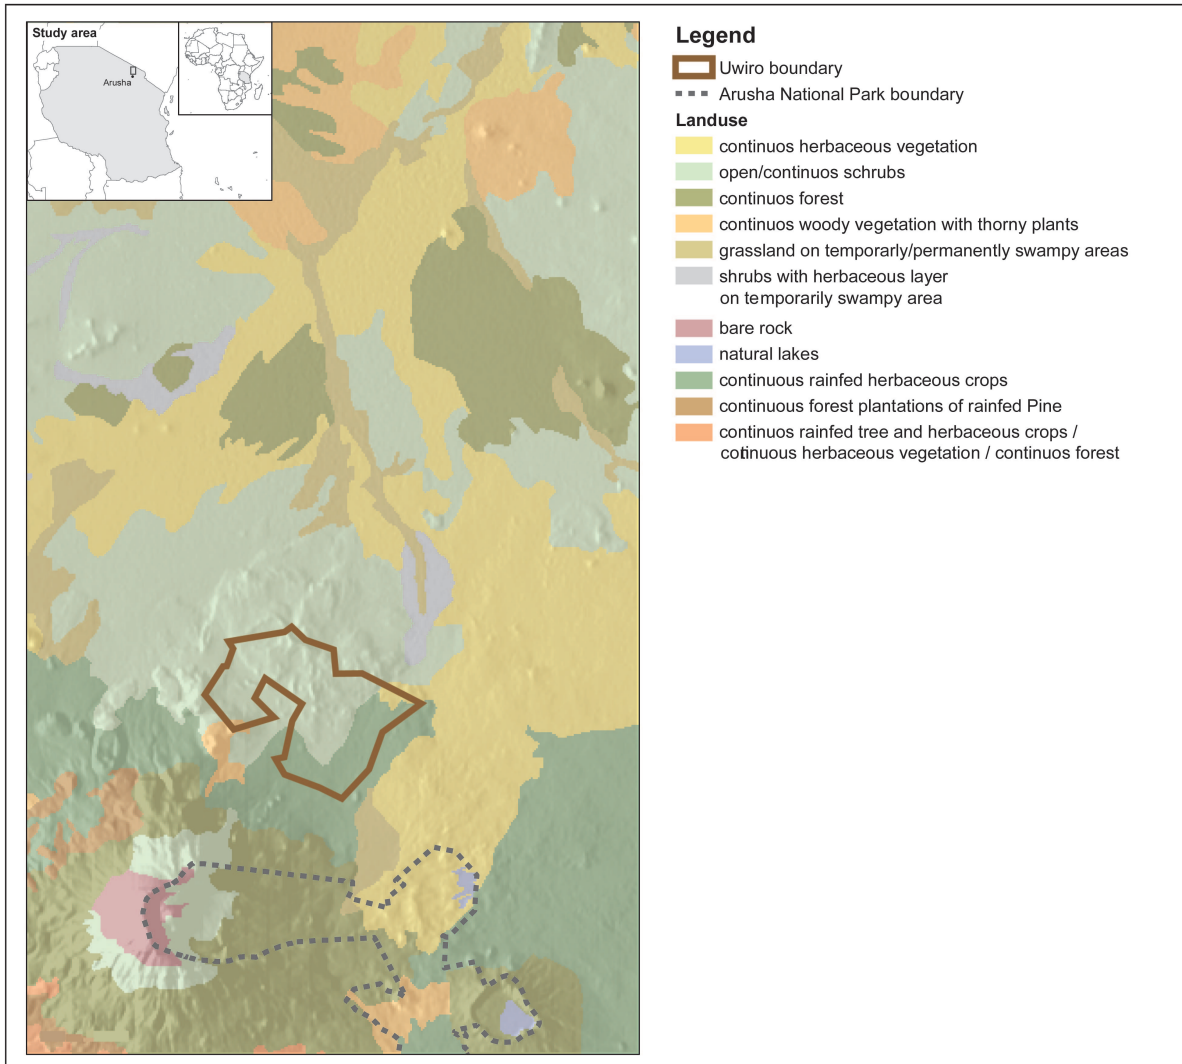 Study area
Arusha
Legend
Uwiro boundary
Arusha National Park boundary
Landuse
continuos herbaceous vegetation
open/continuos schrubs
continuos forest
continuos woody vegetation with thorny plants
grassland on temporarly/permanently swampy areas
shrubs with herbaceous layer
on temporarily swampy area
bare rock
natural lakes
continuous rainfed herbaceous crops
continuous forest plantations of rainfed Pine
continuos rainfed tree and herbaceous crops /
continuous herbaceous vegetation / continuos forest